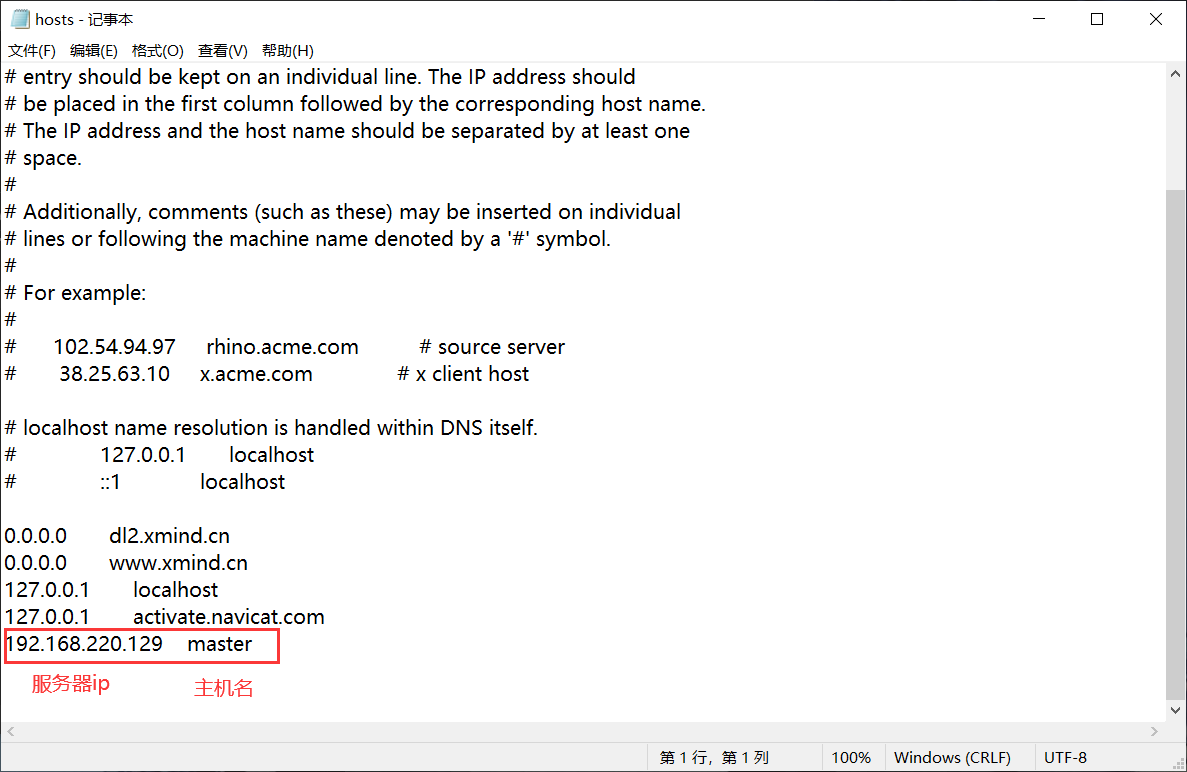 hosts - 记事本
文件(F) 编辑(E) 格式(O) 查看(V) 帮助(H)
# entry should be kept on an individual line. The IP address should
# be placed in the first column followed by the corresponding host name.
# The IP address and the host name should be separated by at least one
# space.
#
# Additionally, comments (such as these) may be inserted on individual
# lines or following the machine name denoted by a '#' symbol.
#
# For example:
#
# 102.54.94.97 rhino.acme.com # source server
# 38.25.63.10 x.acme.com # x client host
# localhost name resolution is handled within DNS itself.
# 127.0.0.1 localhost
# ::1 localhost
0.0.0.0 dl2.xmind.cn
0.0.0.0 www.xmind.cn
127.0.0.1 localhost
127.0.0.1 activate.navicat.com
192.168.220.129 master
服务器ip 主机名
第 1 行，第 1 列 100% Windows (CRLF) UTF-8